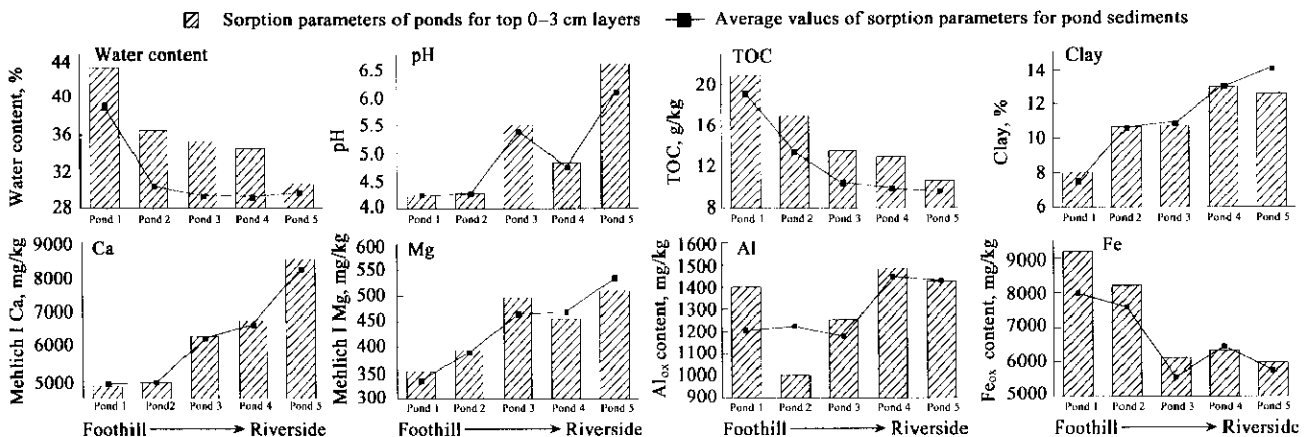 Sorption parameters of ponds for top 0–3 cm layers
Average values of sorption parameters for pond sediments
Water content
Water content, %
44
40
36
32
28
Pond 1 Pond 2 Pond 3 Pond 4 Pond 5
pH
pH
6.5
6.0
5.5
5.0
4.5
4.0
Pond 1 Pond 2 Pond 3 Pond 4 Pond 5
TOC
TOC, g/kg
20
16
12
8
Pond 1 Pond 2 Pond 3 Pond 4 Pond 5
Clay
Clay, %
14
12
10
8
6
Pond 1 Pond 2 Pond 3 Pond 4 Pond 5
Ca
Mehlich I Ca, mg/kg
9000
8000
7000
6000
5000
Pond 1 Pond2 Pond 3 Pond 4 Pond 5
Foothill Riverside
Mg
Mehlich I Mg, mg/kg
600
550
500
450
400
350
300
Pond 1 Pond 2 Pond 3 Pond 4 Pond 5
Foothill Riverside
Al
Alox content, mg/kg
1600
1500
1400
1300
1200
1100
1000
900
Pond 1 Pond 2 Pond 3 Pond 4 Pond 5
Foothill Riverside
Fe
Feox content, mg/kg
9000
8000
7000
6000
5000
Pond 1 Pond 2 Pond 3 Pond 4 Pond 5
Foothill Riverside